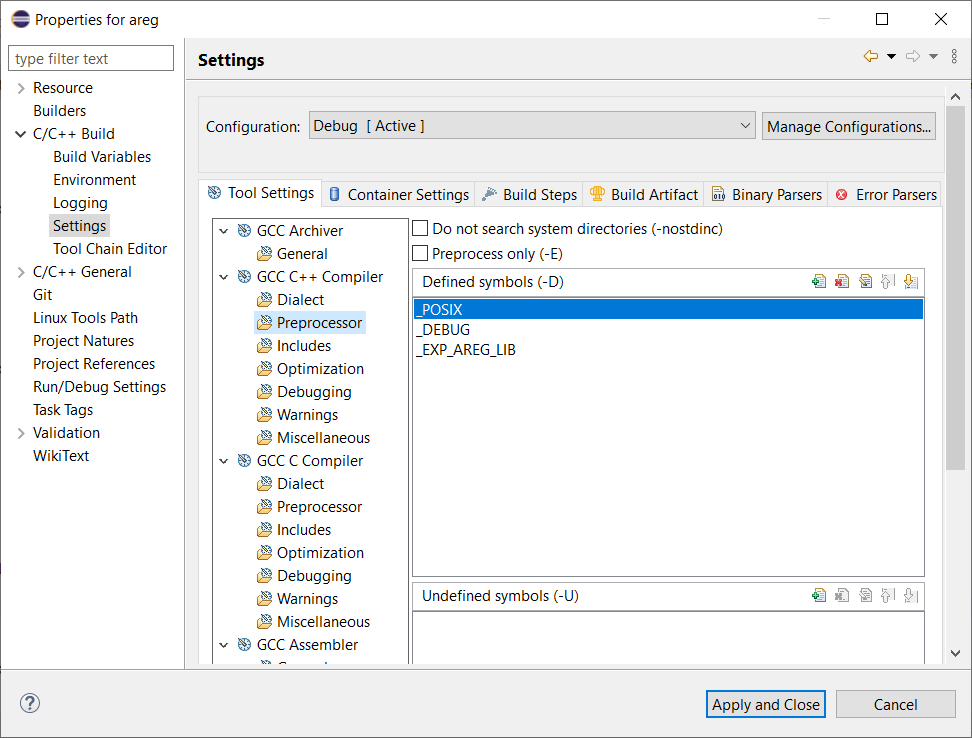 Properties for areg
type filter text
Resource
Builders
C/C++ Build
Build Variables
Environment
Logging
Settings
Tool Chain Editor
C/C++ General
Git
Linux Tools Path
Project Natures
Project References
Run/Debug Settings
Task Tags
Validation
WikiText
Settings
Configuration: Debug [ Active ] Manage Configurations...
Tool Settings Container Settings Build Steps Build Artifact Binary Parsers Error Parsers
GCC Archiver
General
GCC C++ Compiler
Dialect
Preprocessor
Includes
Optimization
Debugging
Warnings
Miscellaneous
GCC C Compiler
Dialect
Preprocessor
Includes
Optimization
Debugging
Warnings
Miscellaneous
GCC Assembler
Do not search system directories (-nostdinc)
Preprocess only (-E)
Defined symbols (-D)
_POSIX
_DEBUG
_EXP_AREG_LIB
Undefined symbols (-U)
Apply and Close Cancel